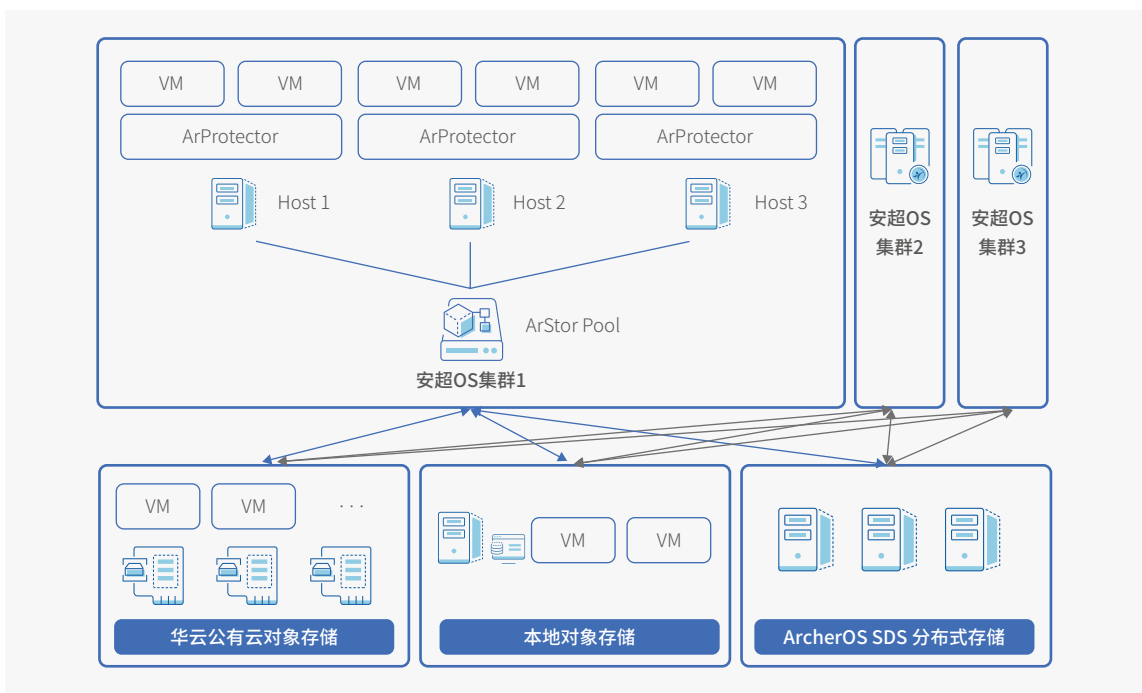 VM
VM
VM
VM
VM
VM
ArProtector
ArProtector
ArProtector
Host 1
Host 2
Host 3
ArStor Pool
安超OS集群1
安超OS
集群2
安超OS
集群3
VM
VM
···
华云公有云对象存储
VM
VM
本地对象存储
ArcherOS SDS 分布式存储